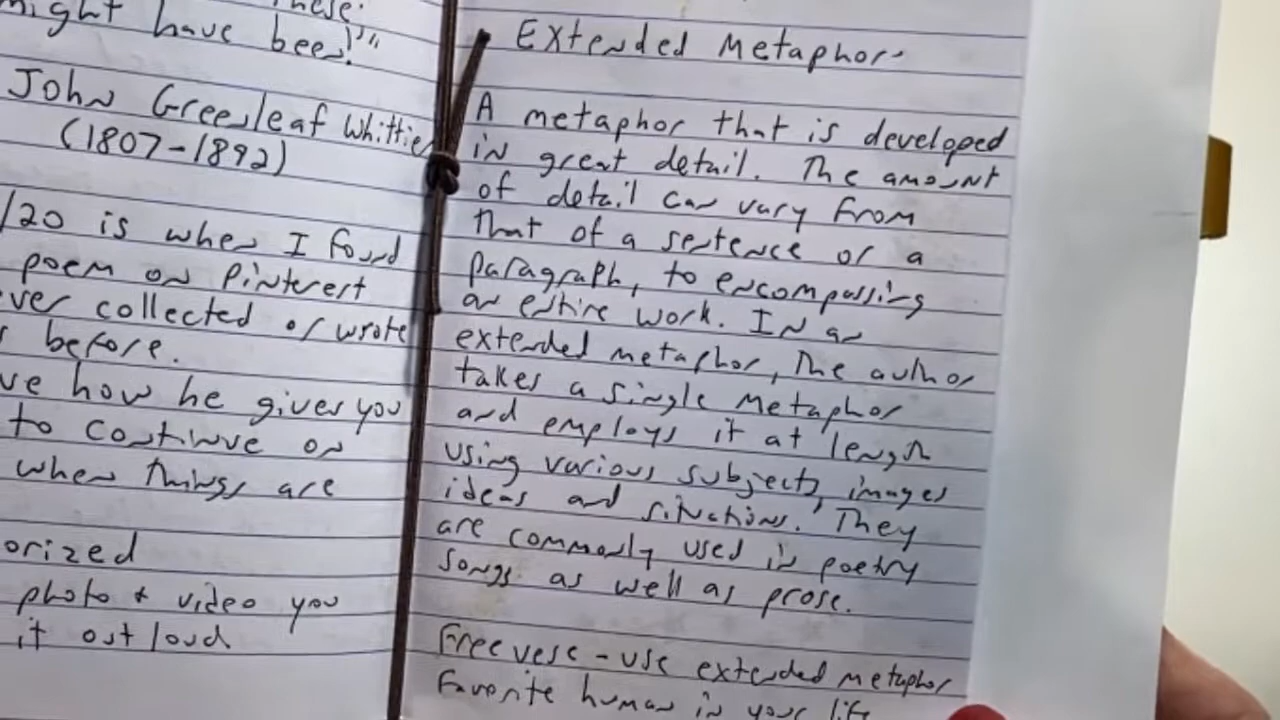 these;
might have been!"
John Greenleaf Whittier
(1807-1892)
/20 is when I found
poem on Pinterest
ver collected or wrote
before.
ve how he gives you
to continue on
when things are
orized
photo + video you
it out loud
Extended Metaphor
A metaphor that is developed
in great detail. The amount
of detail can vary from
that of a sentence or a
paragraph, to encompassing
an entire work. In an
extended metaphor, the author
takes a single metaphor
and employs it at length
using various subjects, images
ideas and situations. They
are commonly used in poetry
songs as well as prose.
Free vese - use extended metaphor
Favorite human in your life